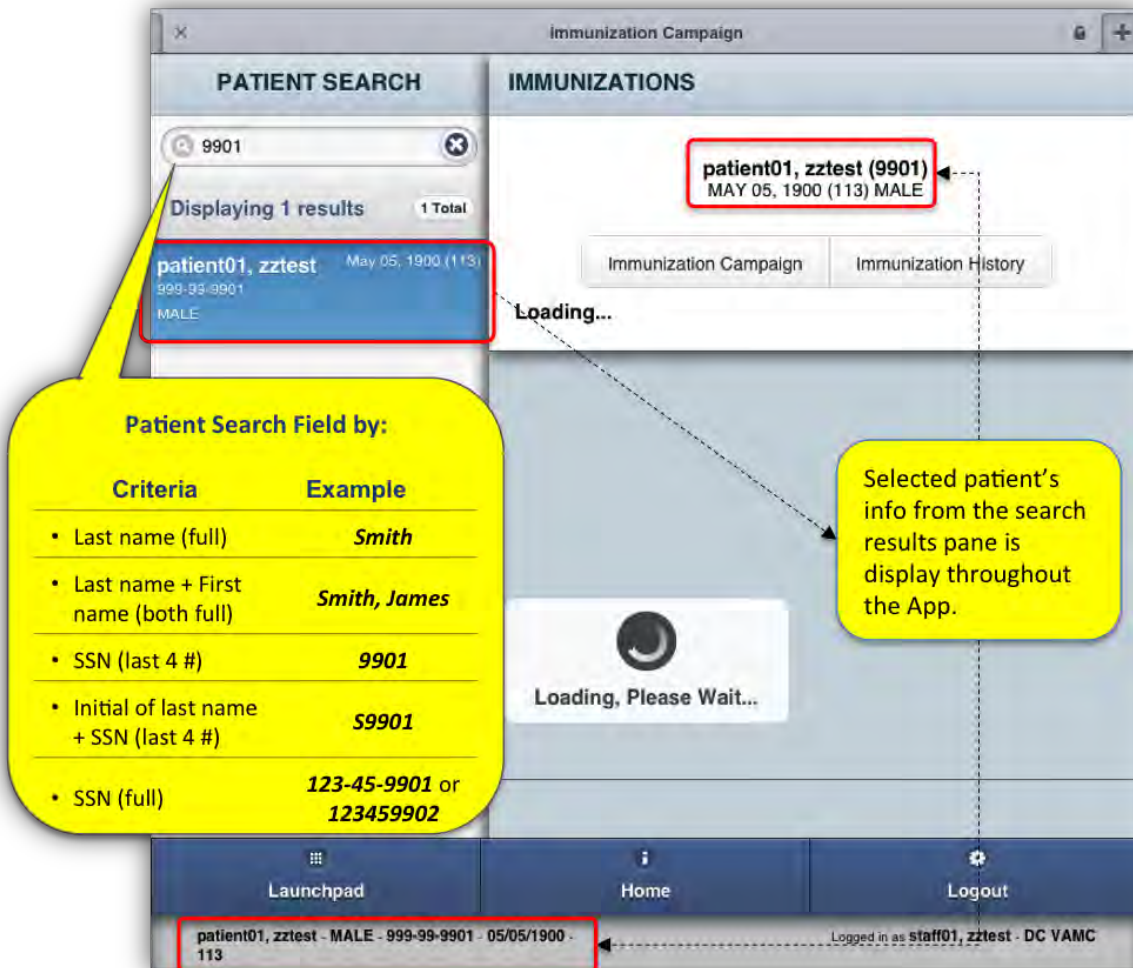 Immunization Campaign
PATIENT SEARCH
IMMUNIZATIONS
9901
patient01, zztest (9901)
MAY 05, 1900 (113) MALE
Displaying 1 results 1 Total
patient01, zztest May 05, 1900 (113)
999-99-9901
MALE
Immunization Campaign Immunization History
Loading...
Patient Search Field by:
Criteria Example
• Last name (full) Smith
• Last name + First
name (both full)
Smith, James
• SSN (last 4 #) 9901
• Initial of last name
+ SSN (last 4 #)
S9901
• SSN (full)
123-45-9901 or
123459902
Selected patient's
info from the search
results pane is
display throughout
the App.
Loading, Please Wait...
Launchpad Home Logout
patient01, zztest - MALE - 999-99-9901 - 05/05/1900 -
113
Logged in as staff01, zztest - DC VAMC